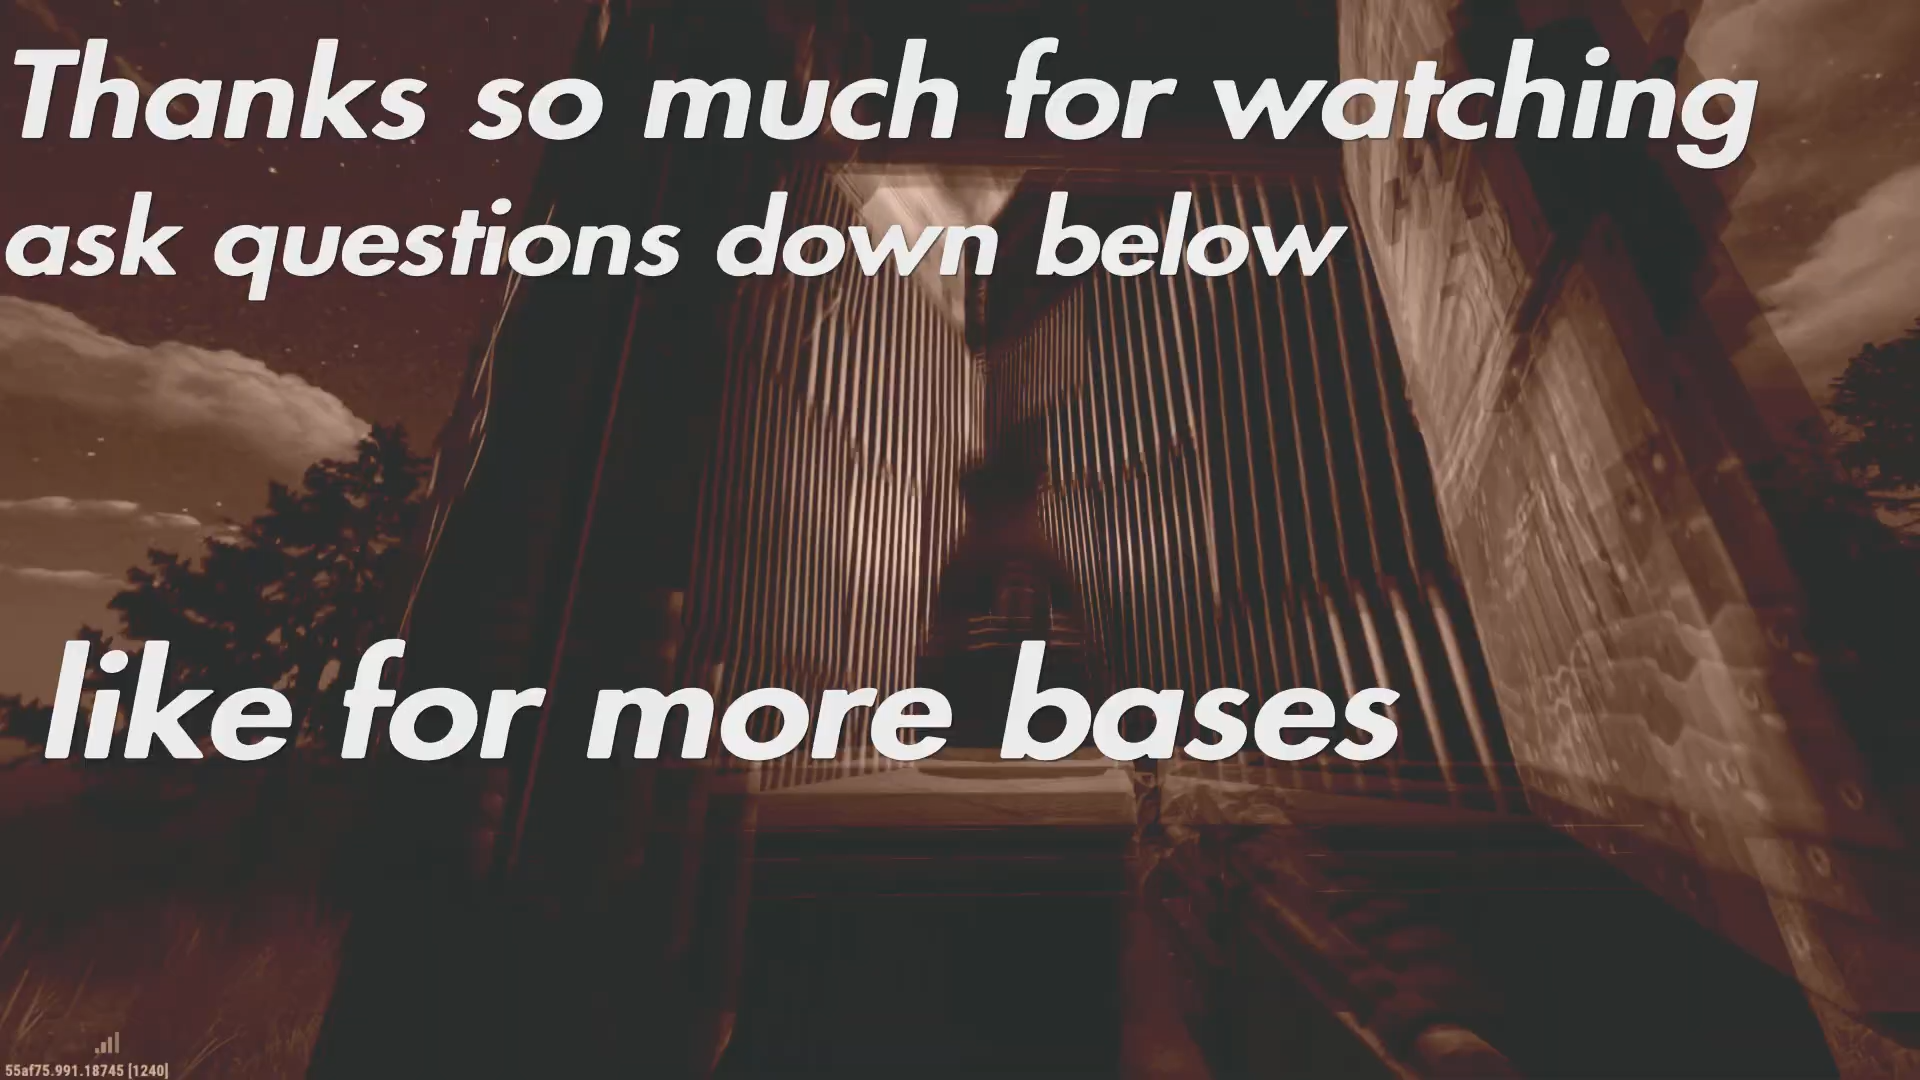 Thanks so much for watching
ask questions down below
like for more bases
55af75.991.18745 [1240]